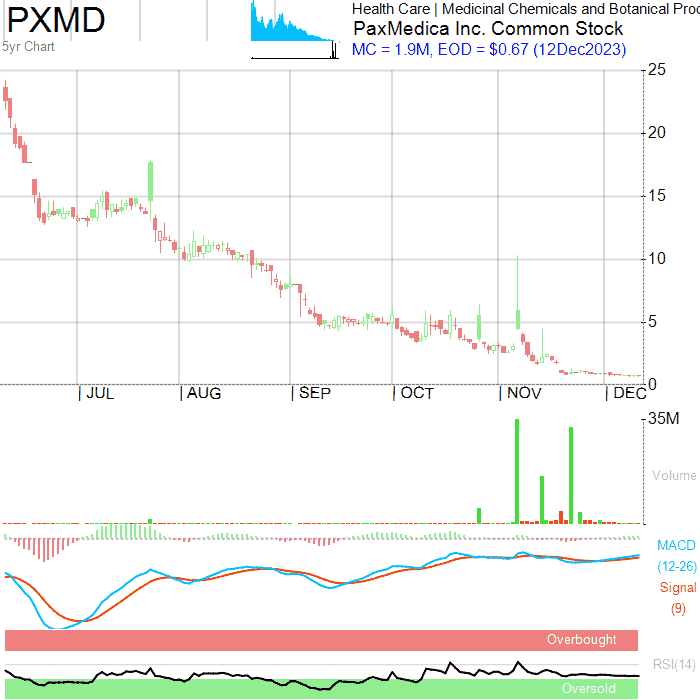 PXMD
Health Care | Medicinal Chemicals and Botanical Pro
5yr Chart
PaxMedica Inc. Common Stock
MC = 1.9M, EOD = $0.67 (12Dec2023)
25
20
15
10
5
0
| JUL | AUG | SEP | OCT | NOV | DEC
35M
Volume
MACD
(12-26)
Signal
(9)
Overbought
RSI(14)
Oversold